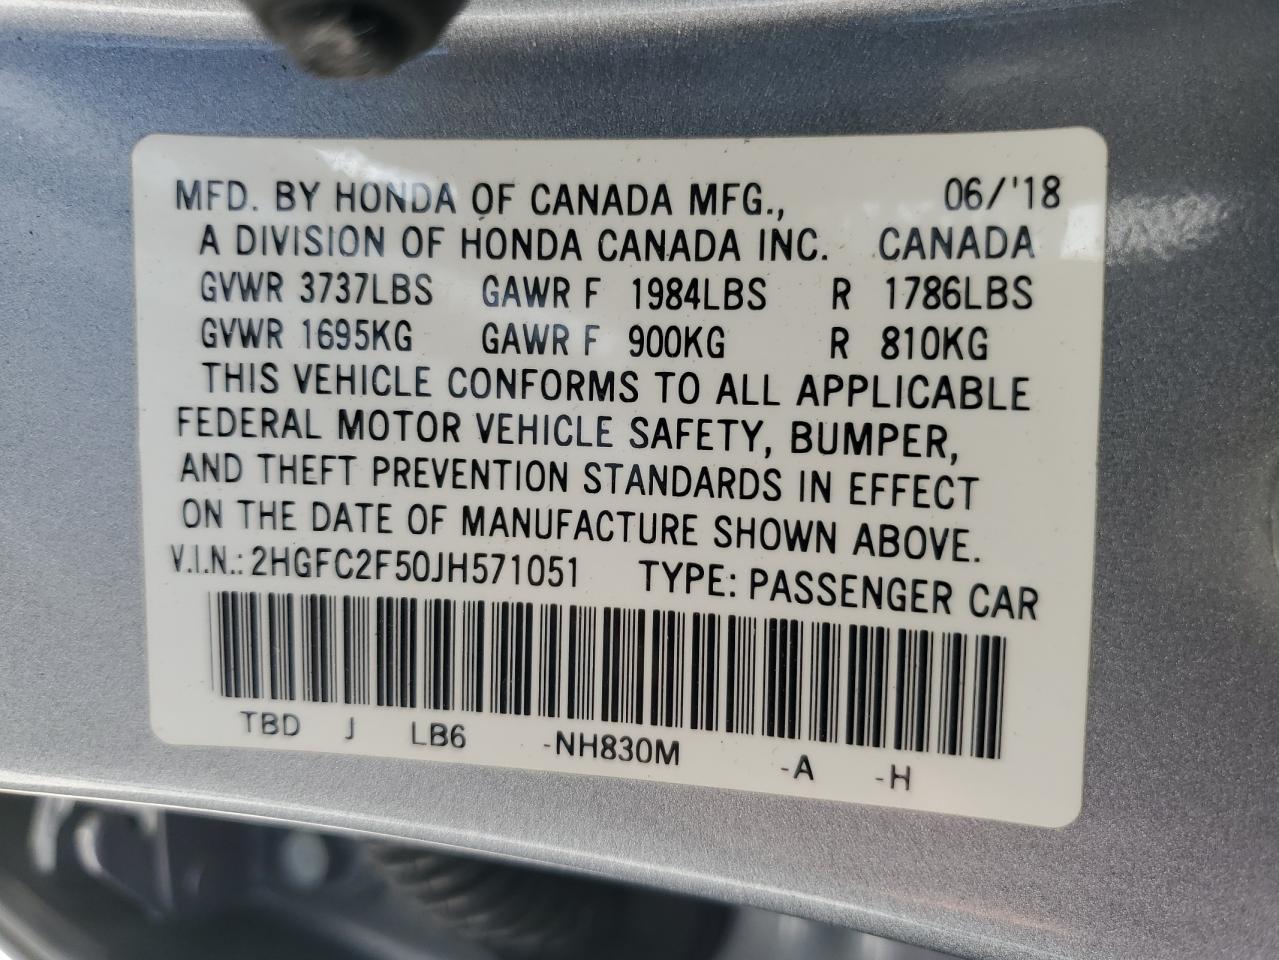 MFD. BY HONDA OF CANADA MFG., 06/'18
A DIVISION OF HONDA CANADA INC. CANADA
GVWR 3737LBS GAWR F 1984LBS R 1786LBS
GVWR 1695KG GAWR F 900KG R 810KG
THIS VEHICLE CONFORMS TO ALL APPLICABLE
FEDERAL MOTOR VEHICLE SAFETY, BUMPER,
AND THEFT PREVENTION STANDARDS IN EFFECT
ON THE DATE OF MANUFACTURE SHOWN ABOVE.
V.I.N.: 2HGFC2F50JH571051 TYPE: PASSENGER CAR
TBD J LB6 -NH830M -A -H